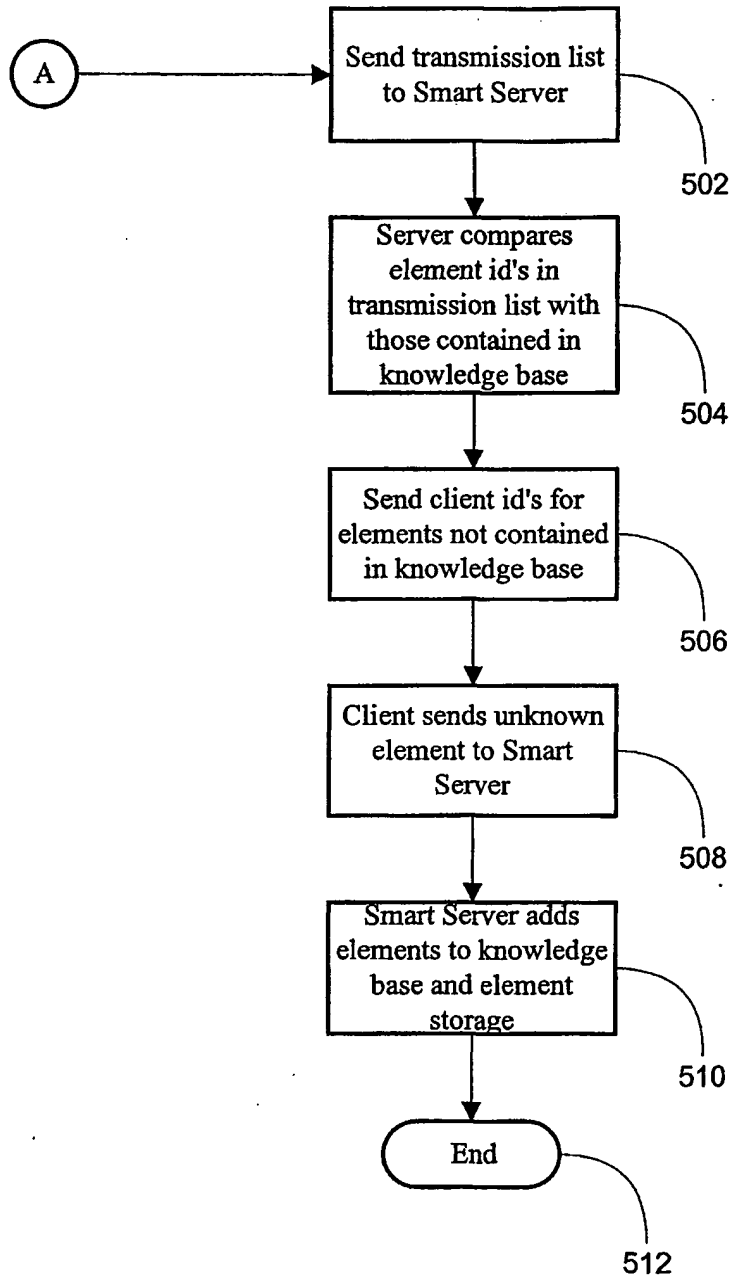 A
Send transmission list
to Smart Server
502
Server compares
element id's in
transmission list with
those contained in
knowledge base
504
Send client id's for
elements not contained
in knowledge base
506
Client sends unknown
element to Smart
Server
508
Smart Server adds
elements to knowledge
base and element
storage
510
End
512